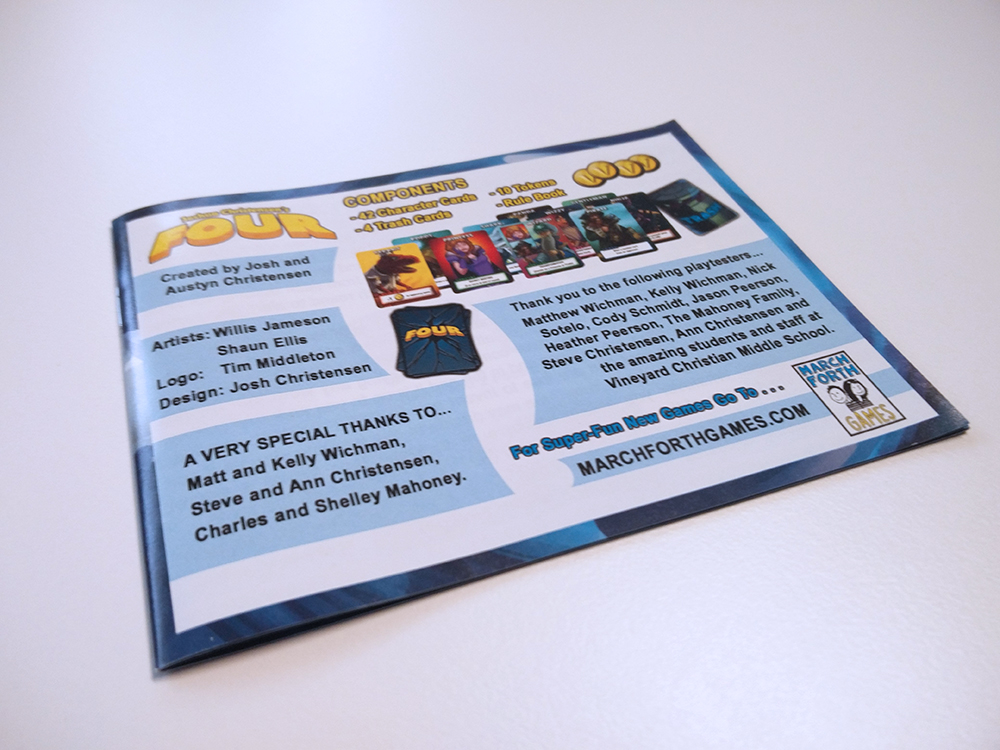 Austyn Christensen's
FOUR
Created by Josh and
Austyn Christensen
COMPONENTS
- 42 Character Cards
- 4 Trash Cards
- 10 Tokens
- Rule Book
TRASH
FOUR
Artists: Willis Jameson
Shaun Ellis
Logo: Tim Middleton
Design: Josh Christensen
A VERY SPECIAL THANKS TO...
Matt and Kelly Wichman,
Steve and Ann Christensen,
Charles and Shelley Mahoney.
Thank you to the following playtesters...
Matthew Wichman, Kelly Wichman, Nick
Sotelo, Cody Schmidt, Jason Peerson,
Heather Peerson, The Mahoney Family,
Steve Christensen, Ann Christensen and
the amazing students and staff at
Vineyard Christian Middle School.
For Super-Fun New Games Go To...
MARCHFORTHGAMES.COM
MARCH
FORTH
GAMES